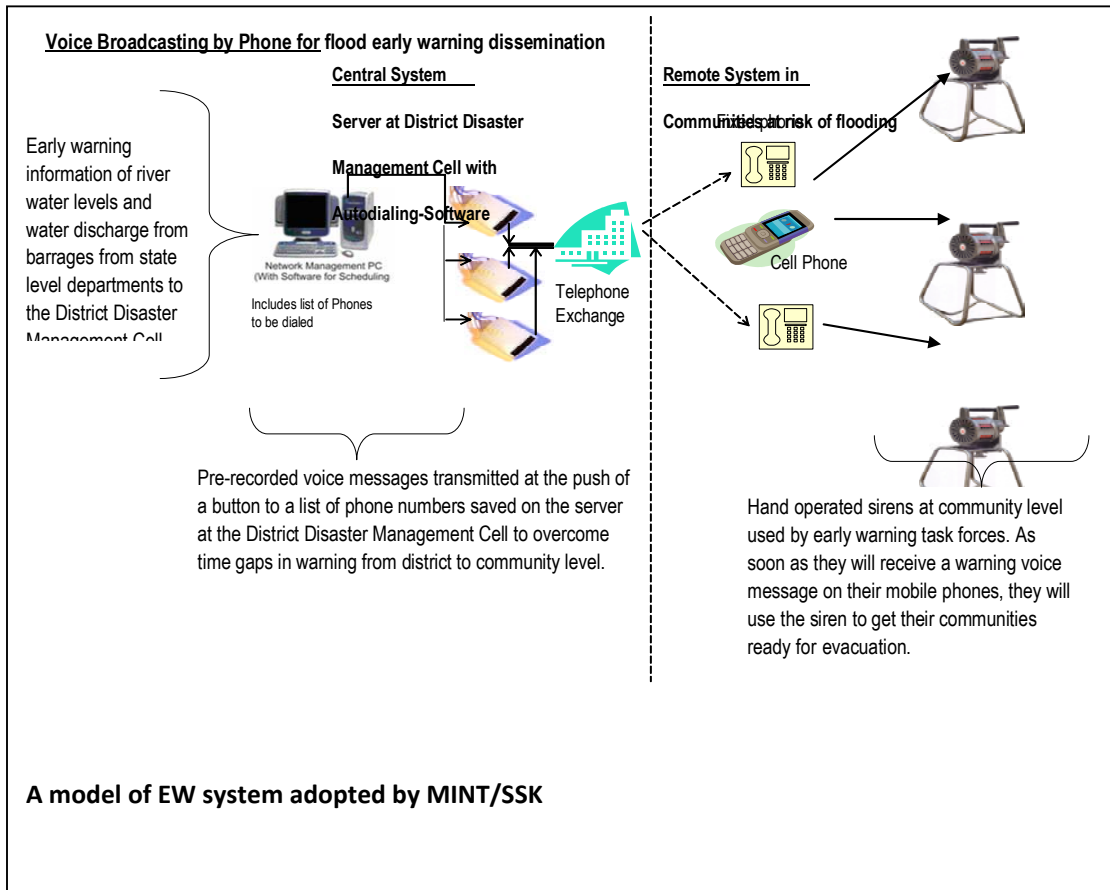 Voice Broadcasting by Phone for flood early warning dissemination
Early warning
information of river
water levels and
water discharge from
barrages from state
level departments to
the District Disaster
Management Cell
Central System
Server at District Disaster
Management Cell with
Autodialing-Software
Network Management PC
(With Software for Scheduling
Includes list of Phones
to be dialed
Telephone
Exchange
Remote System in
Communities at risk of flooding
Fixed phone
Cell Phone
Pre-recorded voice messages transmitted at the push of
a button to a list of phone numbers saved on the server
at the District Disaster Management Cell to overcome
time gaps in warning from district to community level.
Hand operated sirens at community level
used by early warning task forces. As
soon as they will receive a warning voice
message on their mobile phones, they will
use the siren to get their communities
ready for evacuation.
A model of EW system adopted by MINT/SSK